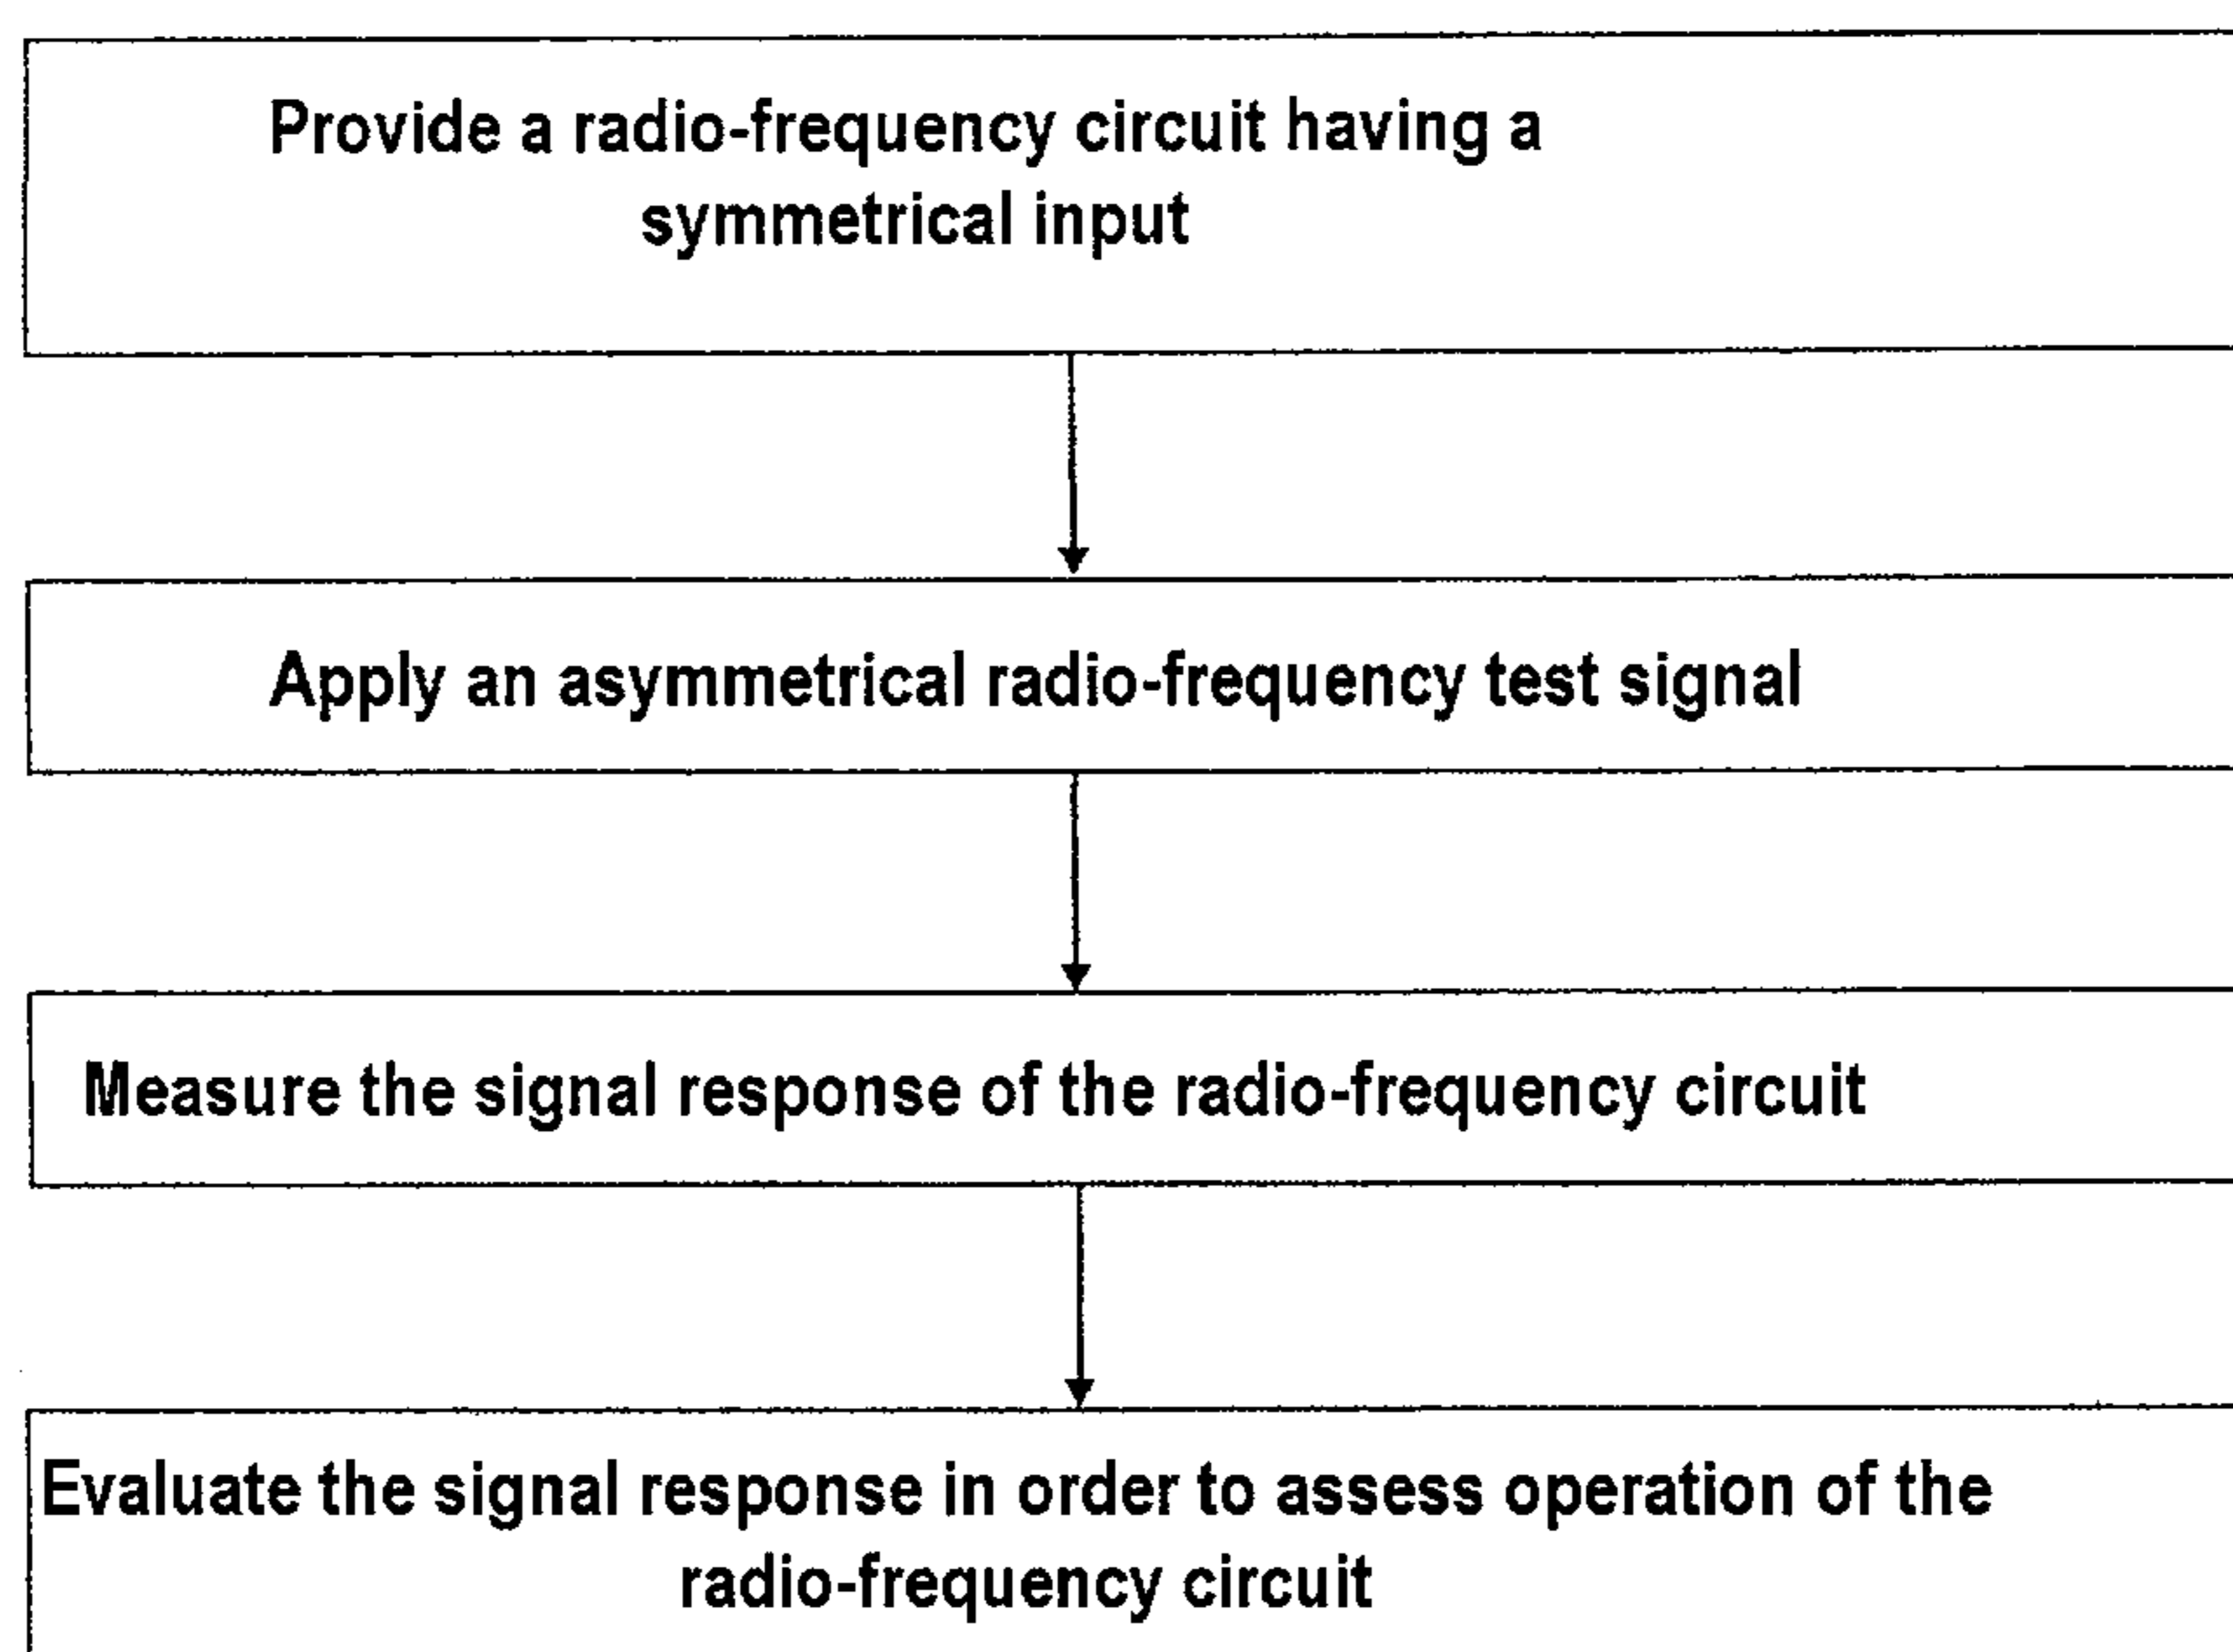 Provide a radio-frequency circuit having a
symmetrical input
Apply an asymmetrical radio-frequency test signal
Measure the signal response of the radio-frequency circuit
Evaluate the signal response in order to assess operation of the
radio-frequency circuit